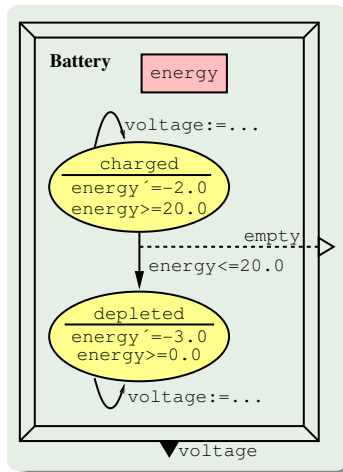 Battery
energy
voltage:=...
charged
energy´=-2.0
energy>=20.0
empty
energy<=20.0
depleted
energy´=-3.0
energy>=0.0
voltage:=...
voltage